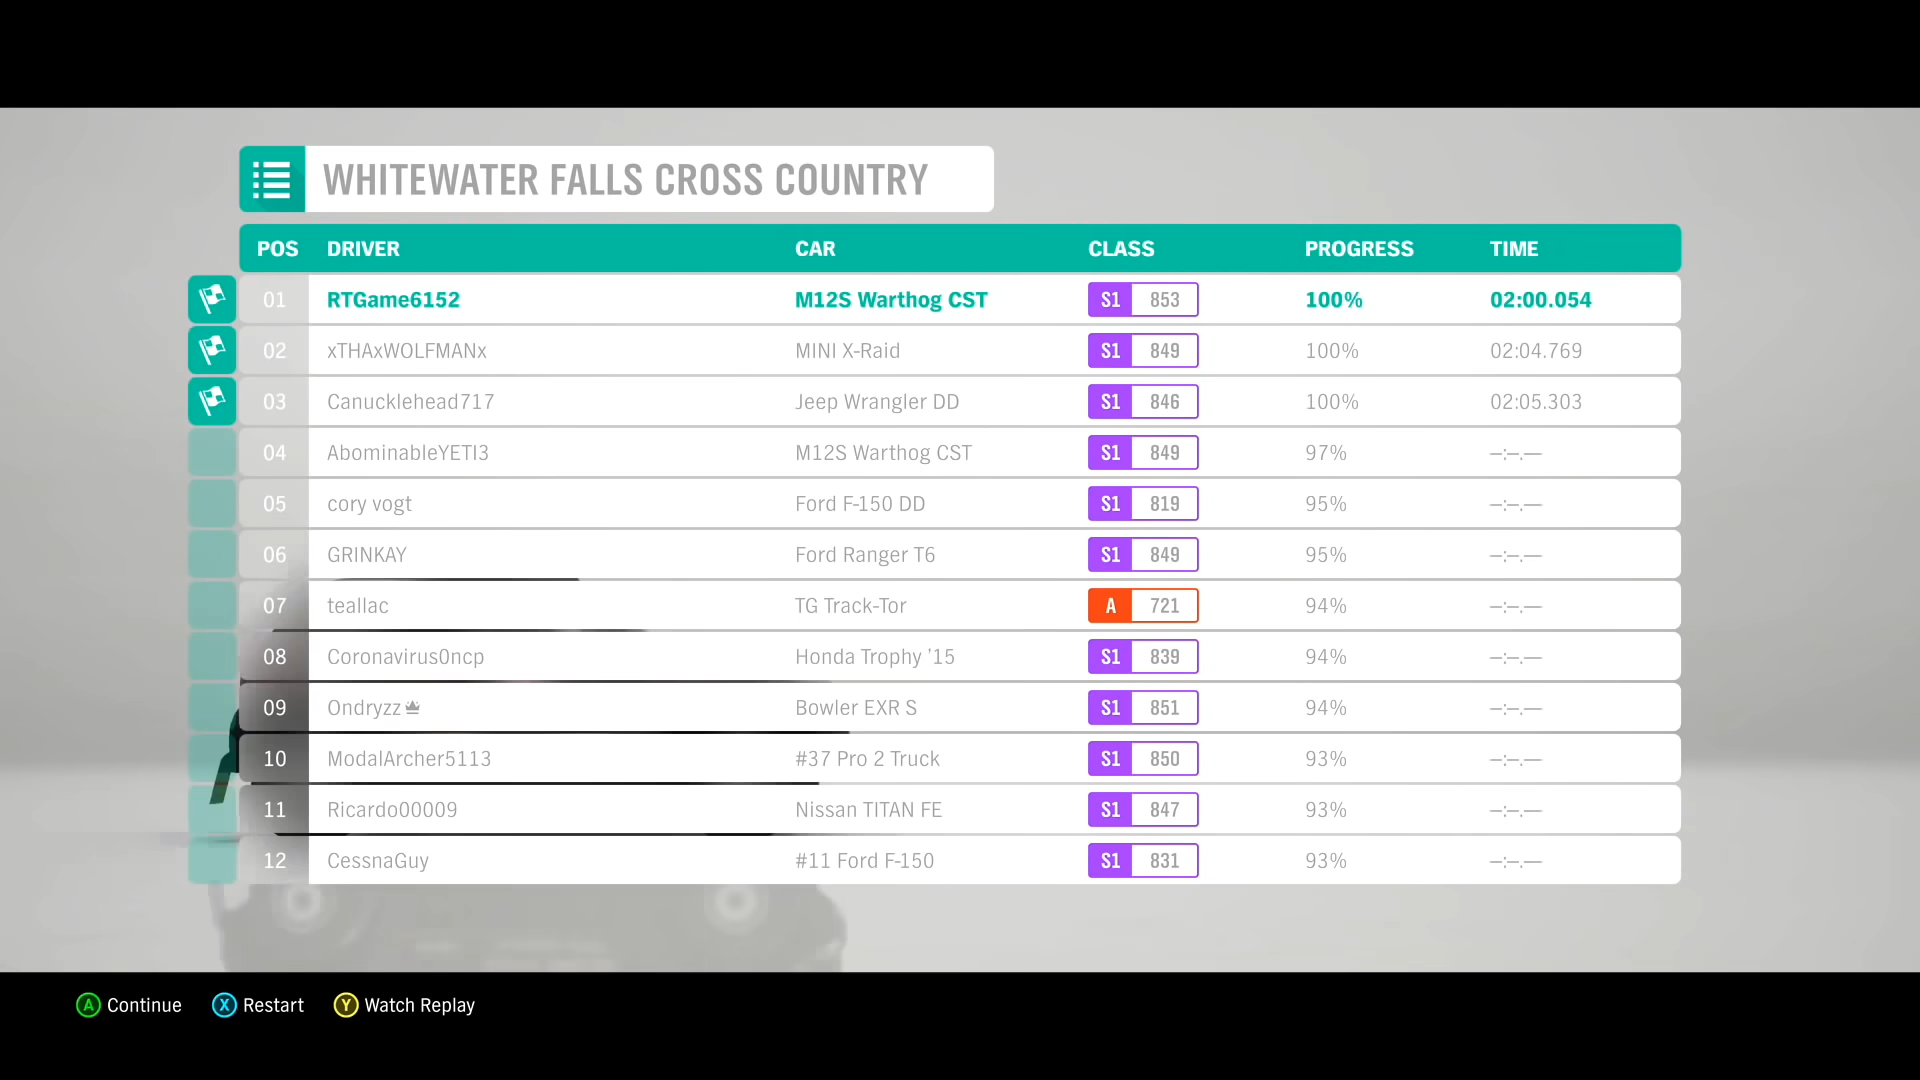 WHITEWATER FALLS CROSS COUNTRY
POS DRIVER CAR CLASS PROGRESS TIME
01 RTGame6152 M12S Warthog CST S1 853 100% 02:00.054
02 xTHAxWOLFMANx MINI X-Raid S1 849 100% 02:04.769
03 Canucklehead717 Jeep Wrangler DD S1 846 100% 02:05.303
04 AbominableYETI3 M12S Warthog CST S1 849 97% –:–.—
05 cory vogt Ford F-150 DD S1 819 95% –:–.—
06 GRINKAY Ford Ranger T6 S1 849 95% –:–.—
07 teallac TG Track-Tor A 721 94% –:–.—
08 Coronavirus0ncp Honda Trophy '15 S1 839 94% –:–.—
09 Ondryzz Bowler EXR S S1 851 94% –:–.—
10 ModalArcher5113 #37 Pro 2 Truck S1 850 93% –:–.—
11 Ricardo00009 Nissan TITAN FE S1 847 93% –:–.—
12 CessnaGuy #11 Ford F-150 S1 831 93% –:–.—
A Continue X Restart Y Watch Replay